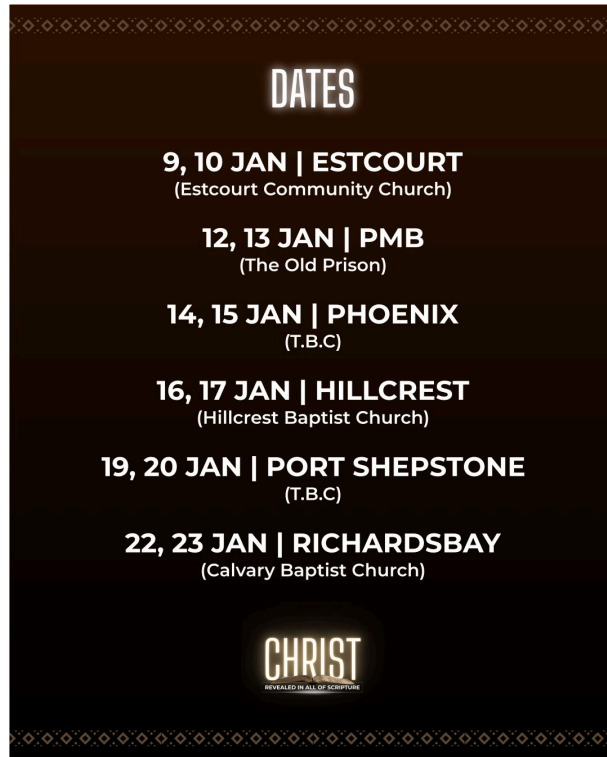 DATES
9, 10 JAN | ESTCOURT
(Estcourt Community Church)
12, 13 JAN | PMB
(The Old Prison)
14, 15 JAN | PHOENIX
(T.B.C)
16, 17 JAN | HILLCREST
(Hillcrest Baptist Church)
19, 20 JAN | PORT SHEPSTONE
(T.B.C)
22, 23 JAN | RICHARDSBAY
(Calvary Baptist Church)
CHRIST
REVEALED IN ALL OF SCRIPTURE